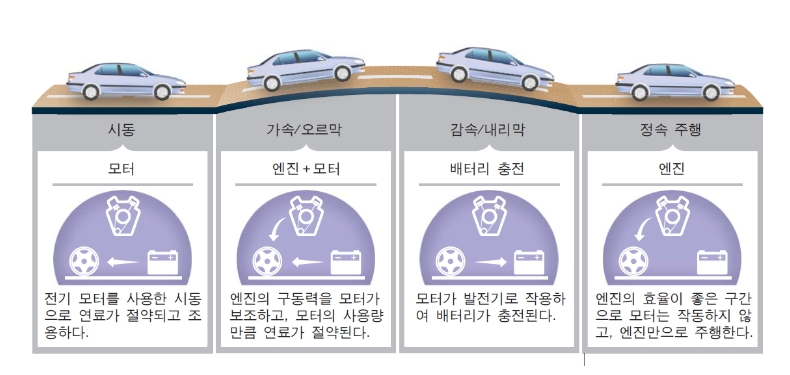 시동
가속/오르막
감속/내리막
정속 주행
모터
엔진+모터
배터리 충전
엔진
전기 모터를 사용한 시동
으로 연료가 절약되고 조
용하다.
엔진의 구동력을 모터가
보조하고, 모터의 사용량
만큼 연료가 절약된다.
모터가 발전기로 작용하
여 배터리가 충전된다.
엔진의 효율이 좋은 구간
으로 모터는 작동하지 않
고, 엔진만으로 주행한다.